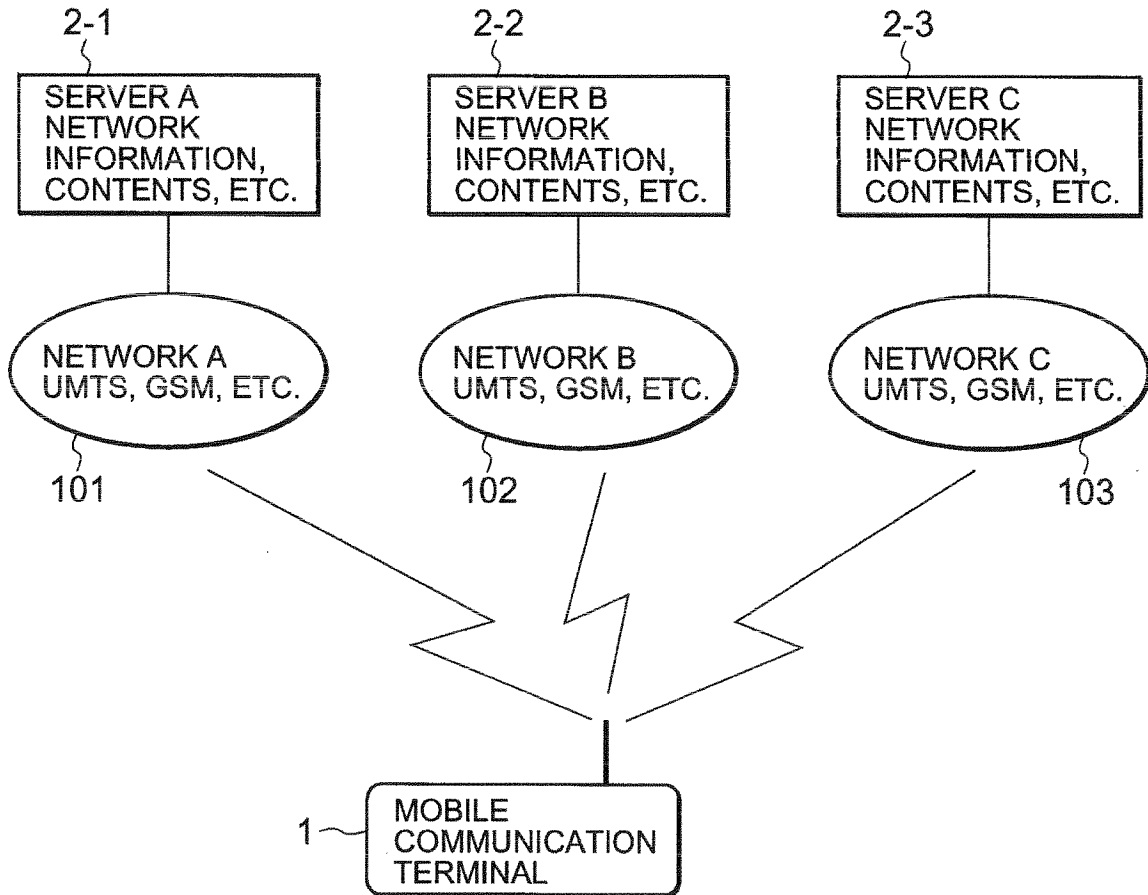 2-1
2-2
2-3
SERVER A
NETWORK
INFORMATION,
CONTENTS, ETC.
SERVER B
NETWORK
INFORMATION,
CONTENTS, ETC.
SERVER C
NETWORK
INFORMATION,
CONTENTS, ETC.
NETWORK A
UMTS, GSM, ETC.
NETWORK B
UMTS, GSM, ETC.
NETWORK C
UMTS, GSM, ETC.
101
102
103
1
MOBILE
COMMUNICATION
TERMINAL